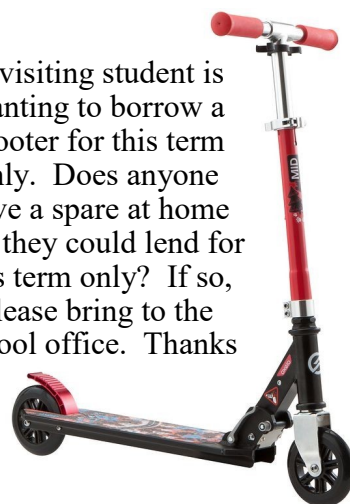 visiting student is
anting to borrow a
ooter for this term
nly. Does anyone
ve a spare at home
they could lend for
s term only? If so,
lease bring to the
ool office. Thanks
MID